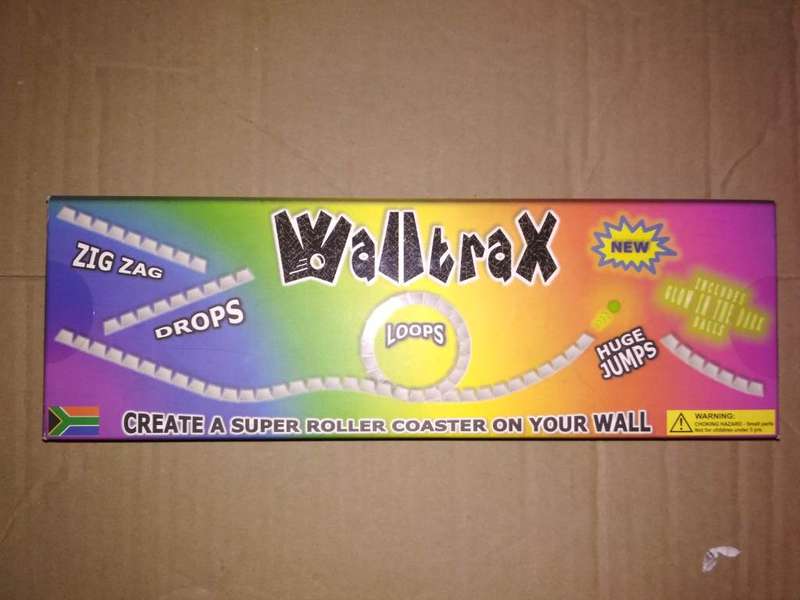 WalltraX
NEW
ZIG ZAG
DROPS
LOOPS
HUGE
JUMPS
INCLUDES
GLOW IN THE DARK
BALLS
CREATE A SUPER ROLLER COASTER ON YOUR WALL
WARNING:
CHOKING HAZARD - Small parts
Not for children under 3 yrs.